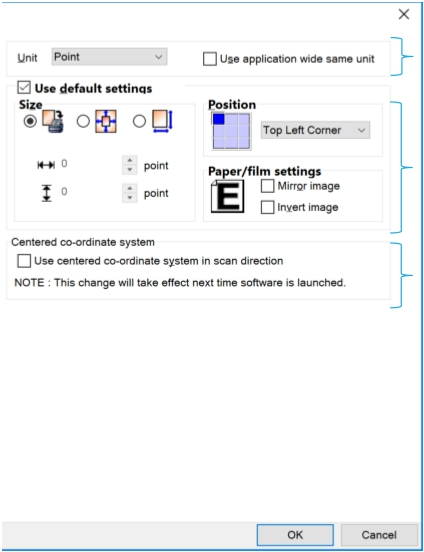 Unit Point Use application wide same unit
Use default settings
Size Position
Top Left Corner
0 point
Paper/film settings
E Mirror image
0 point Invert image
Centered co-ordinate system
Use centered co-ordinate system in scan direction
NOTE : This change will take effect next time software is launched.
OK Cancel